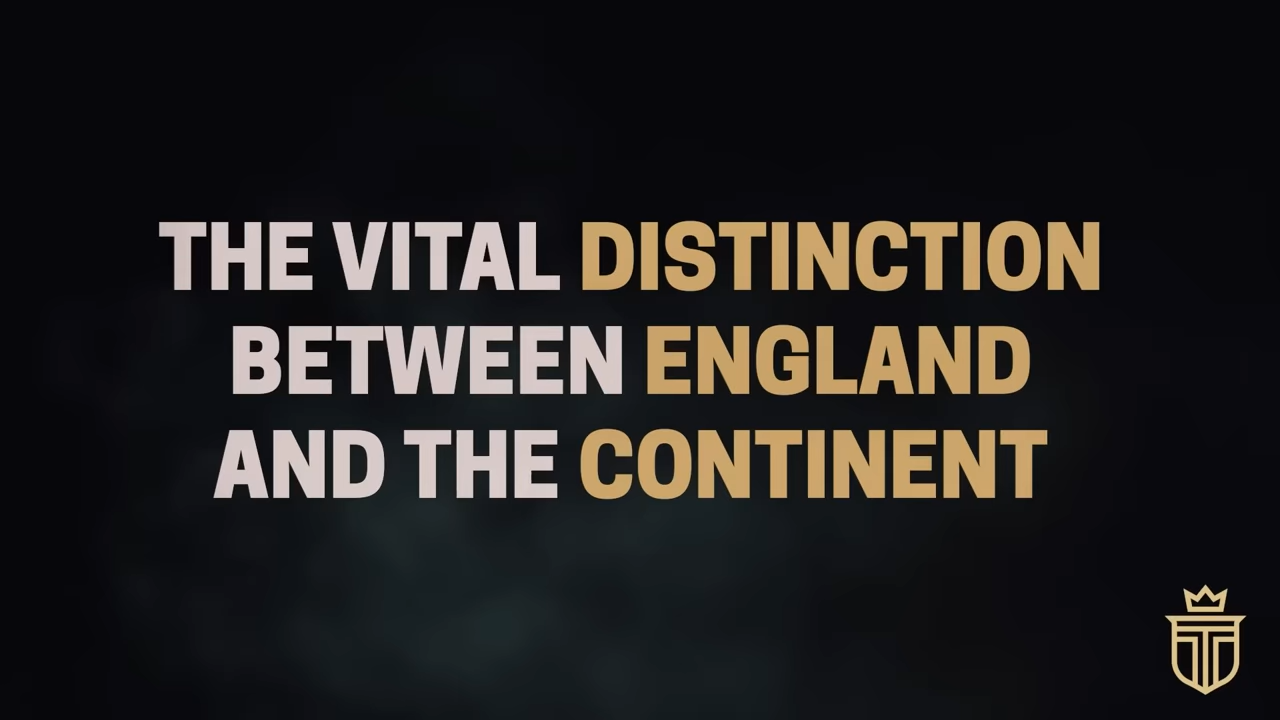 THE VITAL DISTINCTION
BETWEEN ENGLAND
AND THE CONTINENT